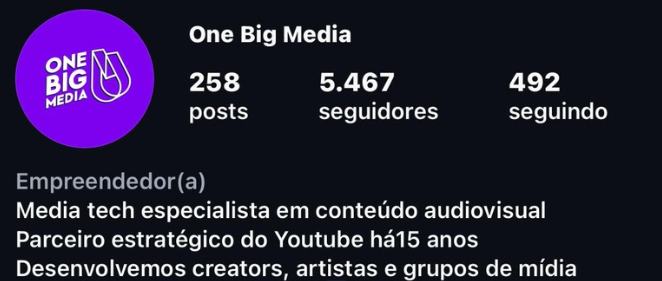 ONE
BIG
MEDIA
One Big Media
258 5.467 492
posts seguidores seguindo
Empreendedor(a)
Media tech especialista em conteúdo audiovisual
Parceiro estratégico do Youtube há15 anos
Desenvolvemos creators, artistas e grupos de mídia